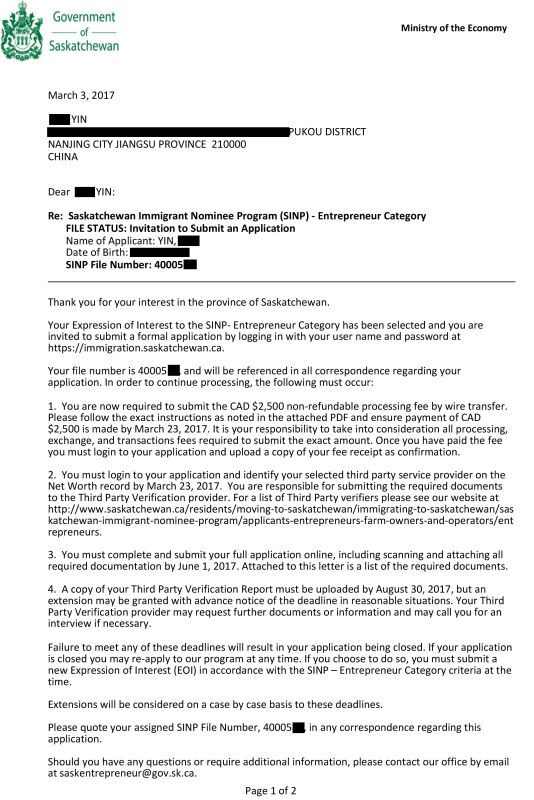 Government
of
Saskatchewan
Ministry of the Economy
March 3, 2017
YIN
PUKOU DISTRICT
NANJING CITY JIANGSU PROVINCE 210000
CHINA
Dear YIN:
Re: Saskatchewan Immigrant Nominee Program (SINP) - Entrepreneur Category
FILE STATUS: Invitation to Submit an Application
Name of Applicant: YIN,
Date of Birth:
SINP File Number: 40005
Thank you for your interest in the province of Saskatchewan.
Your Expression of Interest to the SINP- Entrepreneur Category has been selected and you are
invited to submit a formal application by logging in with your user name and password at
https://immigration.saskatchewan.ca.
Your file number is 40005 , and will be referenced in all correspondence regarding your
application. In order to continue processing, the following must occur:
1. You are now required to submit the CAD $2,500 non-refundable processing fee by wire transfer.
Please follow the exact instructions as noted in the attached PDF and ensure payment of CAD
$2,500 is made by March 23, 2017. It is your responsibility to take into consideration all processing,
exchange, and transactions fees required to submit the exact amount. Once you have paid the fee
you must login to your application and upload a copy of your fee receipt as confirmation.
2. You must login to your application and identify your selected third party service provider on the
Net Worth record by March 23, 2017. You are responsible for submitting the required documents
to the Third Party Verification provider. For a list of Third Party verifiers please see our website at
http://www.saskatchewan.ca/residents/moving-to-saskatchewan/immigrating-to-saskatchewan/sas
katchewan-immigrant-nominee-program/applicants-entrepreneurs-farm-owners-and-operators/ent
repreneurs.
3. You must complete and submit your full application online, including scanning and attaching all
required documentation by June 1, 2017. Attached to this letter is a list of the required documents.
4. A copy of your Third Party Verification Report must be uploaded by August 30, 2017, but an
extension may be granted with advance notice of the deadline in reasonable situations. Your Third
Party Verification provider may request further documents or information and may call you for an
interview if necessary.
Failure to meet any of these deadlines will result in your application being closed. If your application
is closed you may re-apply to our program at any time. If you choose to do so, you must submit a
new Expression of Interest (EOI) in accordance with the SINP – Entrepreneur Category criteria at the
time.
Extensions will be considered on a case by case basis to these deadlines.
Please quote your assigned SINP File Number, 40005 , in any correspondence regarding this
application.
Should you have any questions or require additional information, please contact our office by email
at saskentrepreneur@gov.sk.ca.
Page 1 of 2